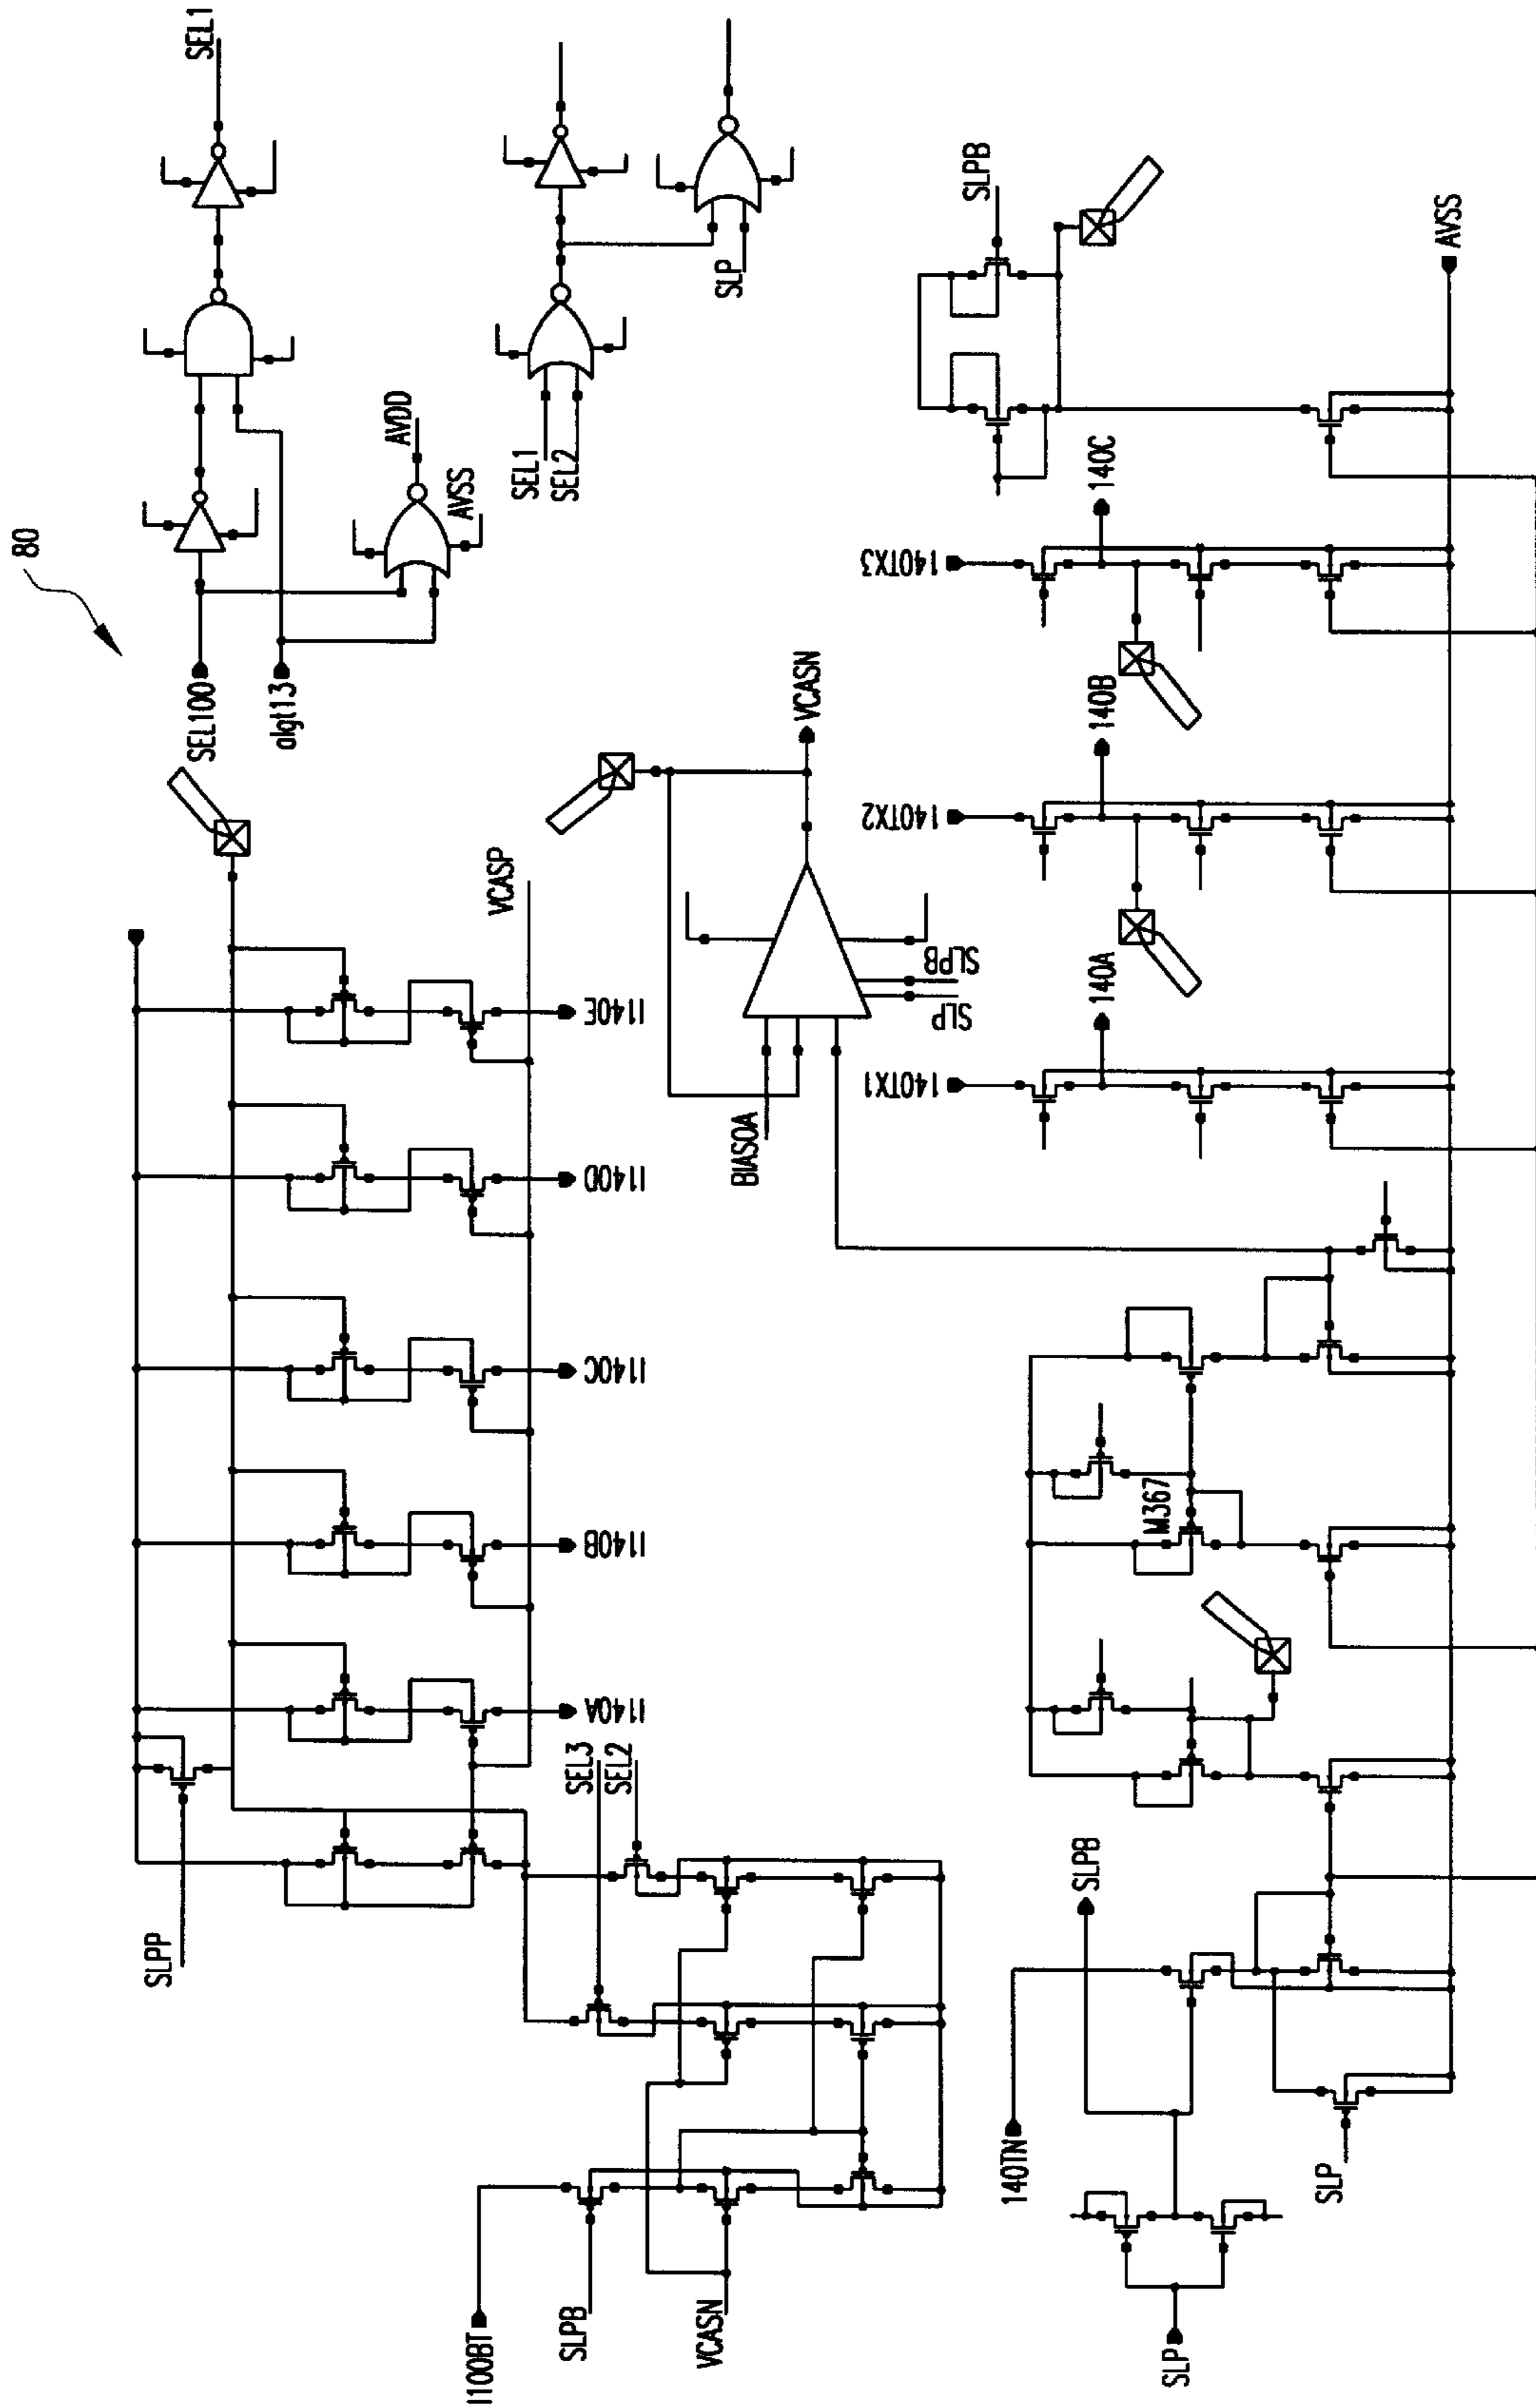 80
SEL100
algt13
SEL1
AVDD
AVSS
SEL1
SEL2
SLP
SLPP
I140A
I140B
I140C
I140D
I140E
VCASP
SEL3
SEL2
I100BT
SLPB
VCASN
BIASOA
SLP
SLPB
VCASN
SLP
SLPB
140TN
SLP
M367
140TX1
140A
140TX2
140B
140TX3
140C
SLPB
AVSS